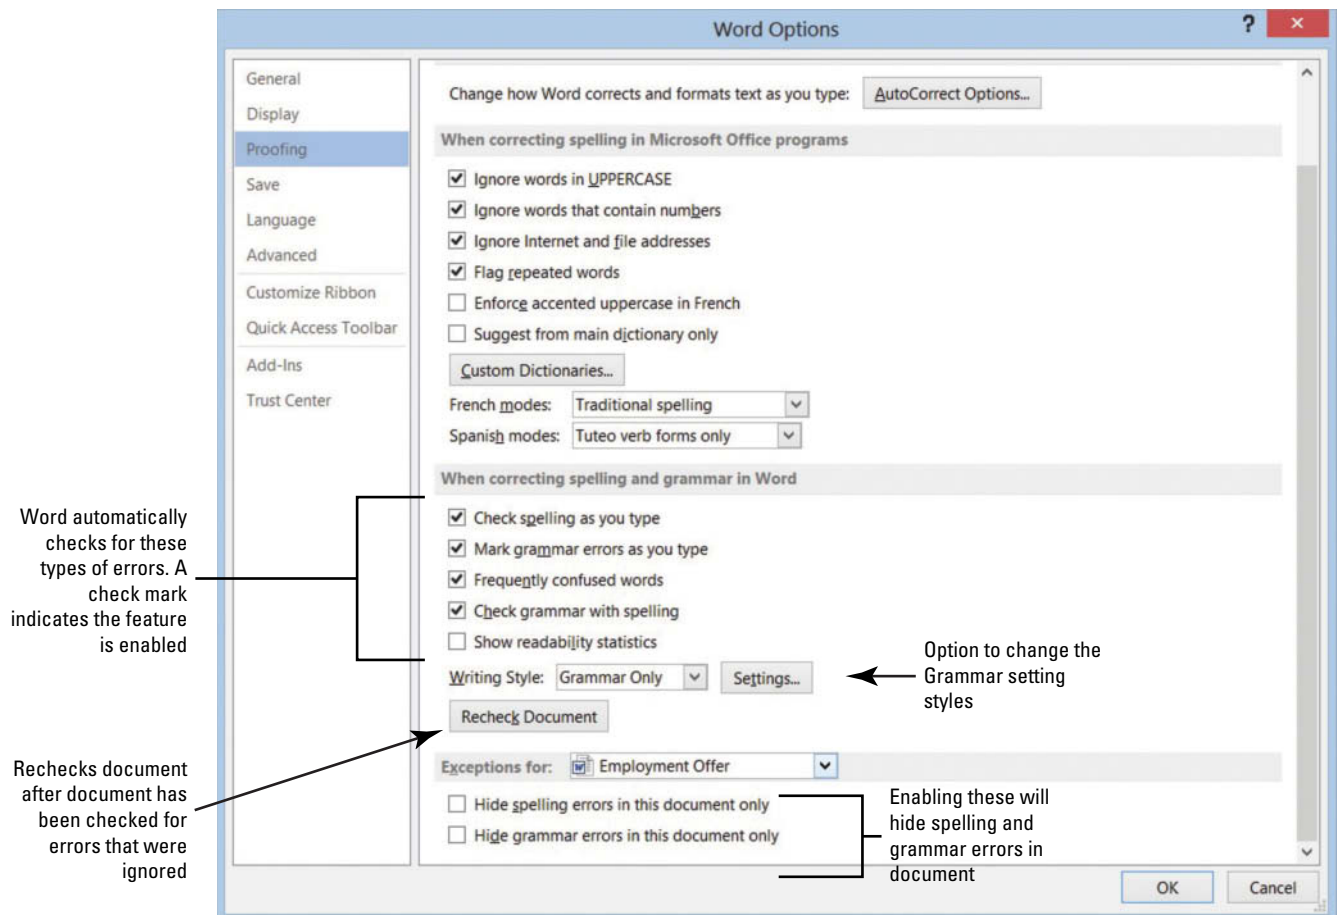 Word Options
?
General
Display
Proofing
Save
Language
Advanced
Customize Ribbon
Quick Access Toolbar
Add-Ins
Trust Center
Change how Word corrects and formats text as you type: AutoCorrect Options...
When correcting spelling in Microsoft Office programs
Ignore words in UPPERCASE
Ignore words that contain numbers
Ignore Internet and file addresses
Flag repeated words
Enforce accented uppercase in French
Suggest from main dictionary only
Custom Dictionaries...
French modes: Traditional spelling
Spanish modes: Tuteo verb forms only
When correcting spelling and grammar in Word
Check spelling as you type
Mark grammar errors as you type
Frequently confused words
Check grammar with spelling
Show readability statistics
Writing Style: Grammar Only Settings...
Recheck Document
Exceptions for: Employment Offer
Hide spelling errors in this document only
Hide grammar errors in this document only
OK Cancel
Word automatically
checks for these
types of errors. A
check mark
indicates the feature
is enabled
Option to change the
Grammar setting
styles
Rechecks document
after document has
been checked for
errors that were
ignored
Enabling these will
hide spelling and
grammar errors in
document